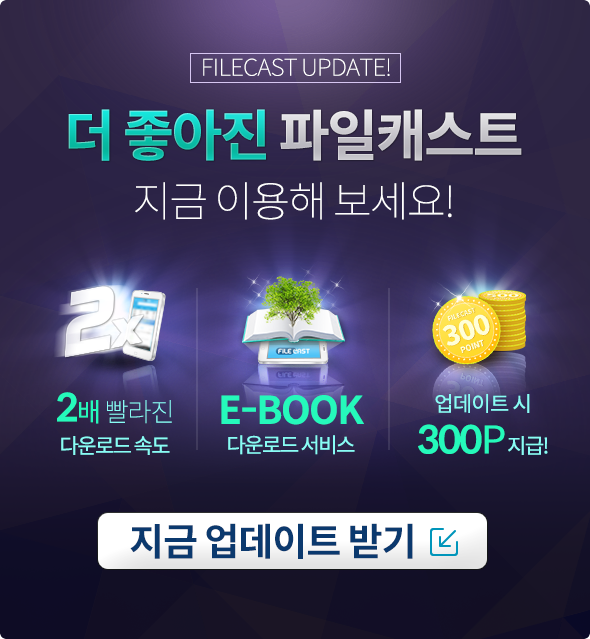 FILECAST UPDATE!
더 좋아진 파일캐스트
지금 이용해 보세요!
2x
FILECAST
FILECAST
300
POINT
500
2배 빨라진
다운로드 속도
E-BOOK
다운로드 서비스
업데이트 시
300P 지급!
지금 업데이트 받기